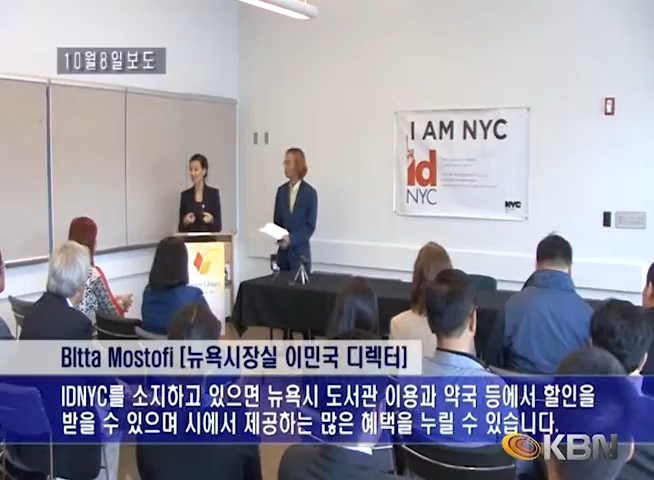 10월8일보도
I AM NYC
id
NYC
NYC
Bitta Mostofi [뉴욕시장실 이민국 디렉터]
IDNYC를 소지하고 있으면 뉴욕시 도서관 이용과 약국 등에서 할인을
받을 수 있으며 시에서 제공하는 많은 혜택을 누릴 수 있습니다.
KBN